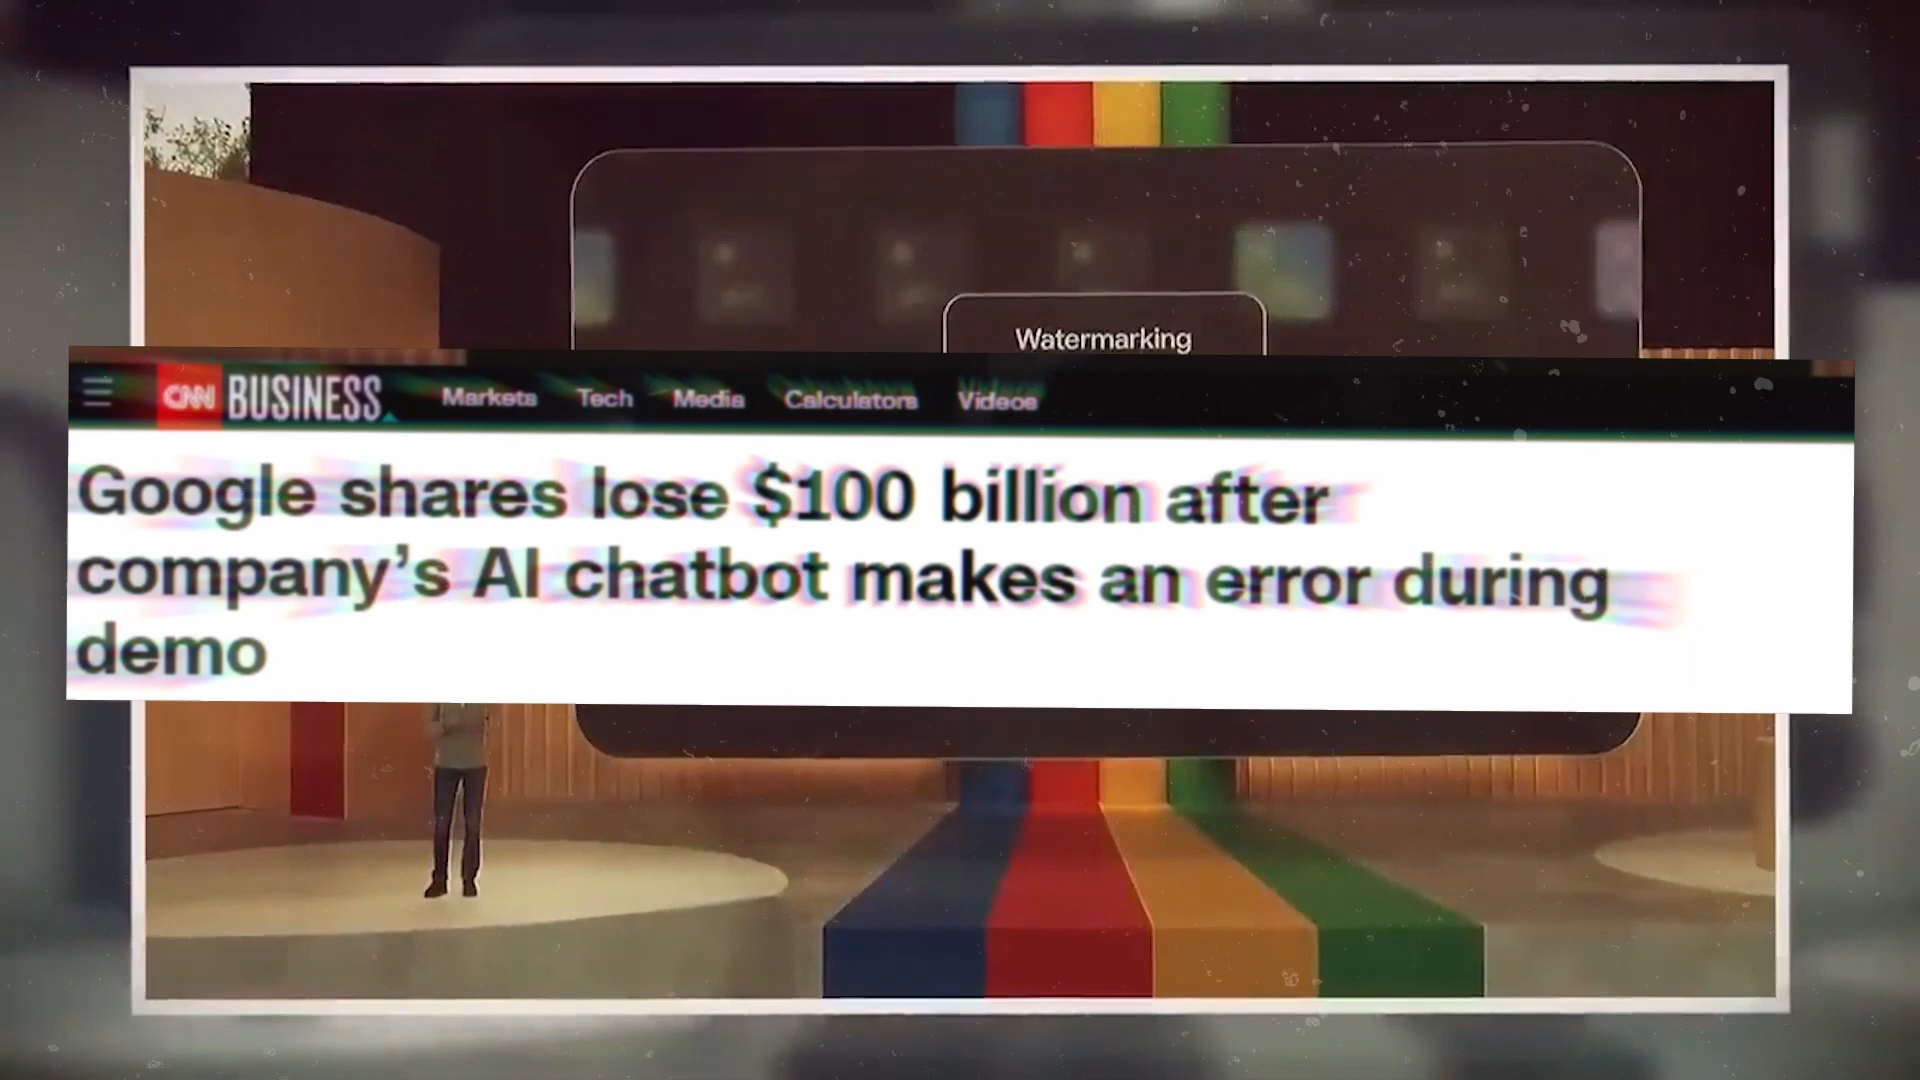 Watermarking
CNN BUSINESS Markets Tech Media Calculators Videos
Google shares lose $100 billion after
company's AI chatbot makes an error during
demo